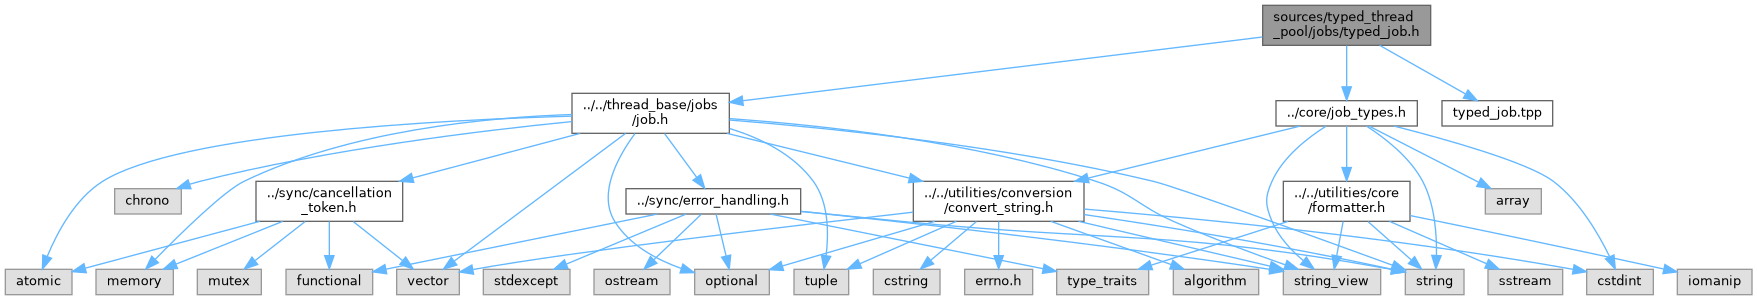 sources/typed_thread
_pool/jobs/typed_job.h
../../thread_base/jobs
/job.h
../core/job_types.h
typed_job.tpp
chrono
../sync/cancellation
_token.h
../sync/error_handling.h
../../utilities/conversion
/convert_string.h
../../utilities/core
/formatter.h
array
atomic
memory
mutex
functional
vector
stdexcept
ostream
optional
tuple
cstring
errno.h
type_traits
algorithm
string_view
string
sstream
cstdint
iomanip